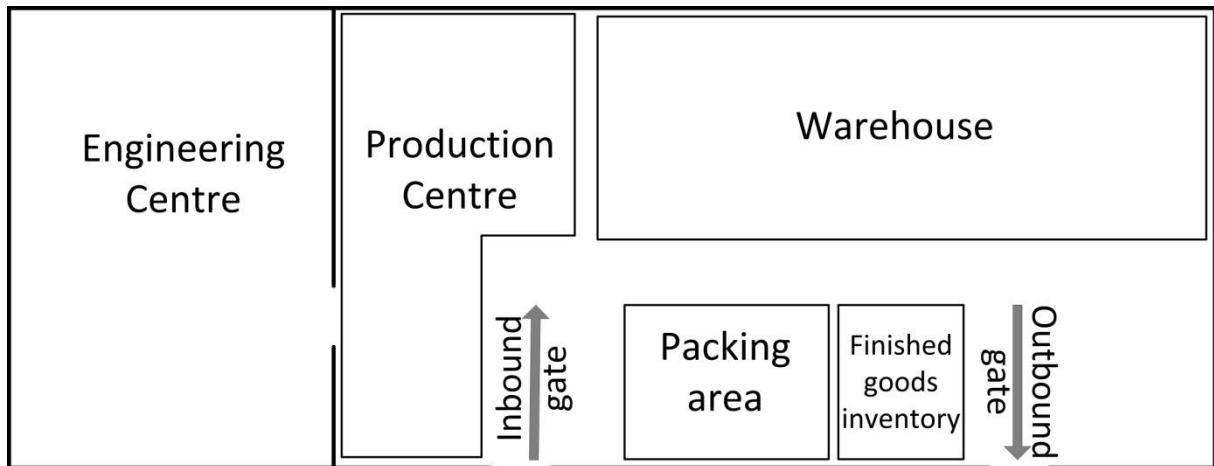 Engineering
Centre
Production
Centre
Warehouse
Inbound
gate
Packing
area
Finished
goods
inventory
Outbound
gate